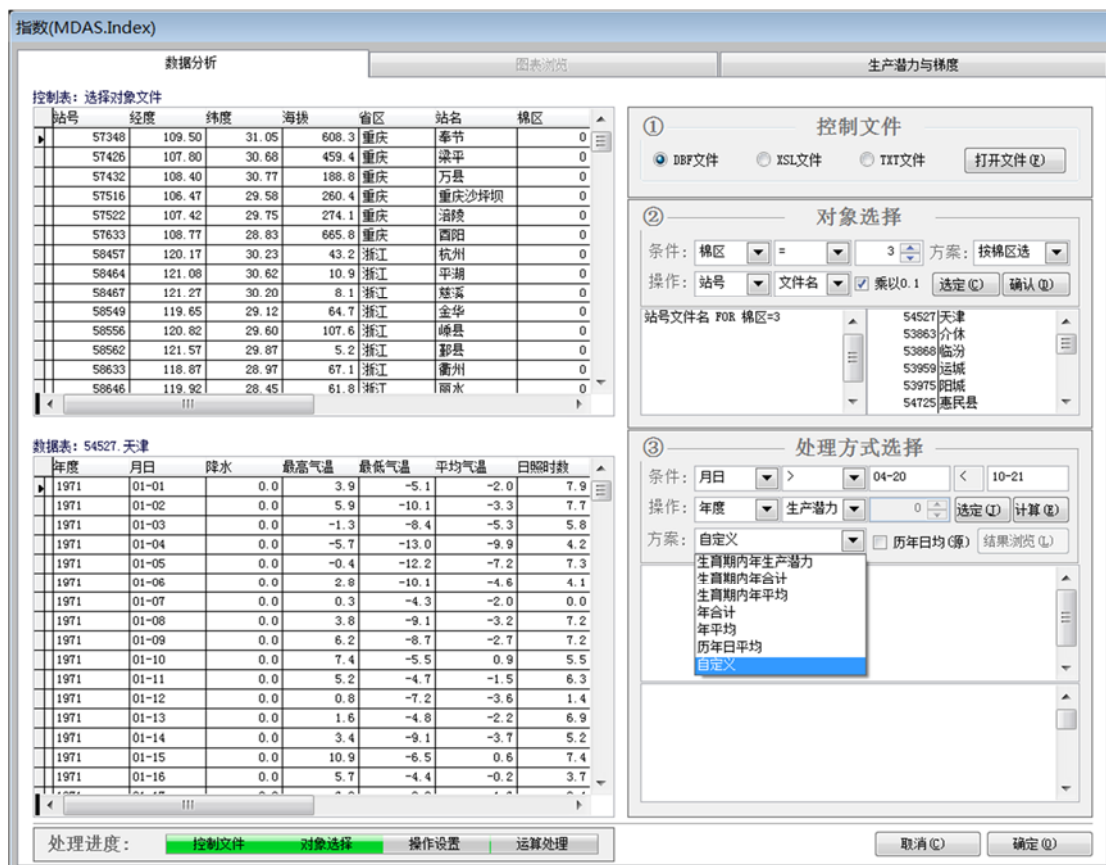 指数(MDAS.Index)
数据分析 图表浏览 生产潜力与梯度
控制表: 选择对象文件
站号 经度 纬度 海拔 省区 站名 棉区
57348 109.50 31.05 608.3 重庆 奉节 0
57426 107.80 30.68 459.4 重庆 梁平 0
57432 108.40 30.77 188.8 重庆 万县 0
57516 106.47 29.58 260.4 重庆 重庆沙坪坝 0
57522 107.42 29.75 274.1 重庆 涪陵 0
57633 108.77 28.83 665.8 重庆 酉阳 0
58457 120.17 30.23 43.2 浙江 杭州 0
58464 121.08 30.62 10.9 浙江 平湖 0
58467 121.27 30.20 8.1 浙江 慈溪 0
58549 119.65 29.12 64.7 浙江 金华 0
58556 120.82 29.60 107.6 浙江 嵊县 0
58562 121.57 29.87 5.2 浙江 鄞县 0
58633 118.87 28.97 67.1 浙江 衢州 0
58646 119.92 28.45 61.8 浙江 丽水 0
数据表: 54527.天津
年度 月日 降水 最高气温 最低气温 平均气温 日照时数
1971 01-01 0.0 3.9 -5.1 -2.0 7.9
1971 01-02 0.0 5.9 -10.1 -3.3 7.7
1971 01-03 0.0 -1.3 -8.4 -5.3 5.8
1971 01-04 0.0 -5.7 -13.0 -9.9 4.2
1971 01-05 0.0 -0.4 -12.2 -7.2 7.3
1971 01-06 0.0 2.8 -10.1 -4.6 4.1
1971 01-07 0.0 0.3 -4.3 -2.0 0.0
1971 01-08 0.0 3.8 -9.1 -3.2 7.2
1971 01-09 0.0 6.2 -8.7 -2.7 7.2
1971 01-10 0.0 7.4 -5.5 0.9 5.5
1971 01-11 0.0 5.2 -4.7 -1.5 6.3
1971 01-12 0.0 0.8 -7.2 -3.6 1.4
1971 01-13 0.0 1.6 -4.8 -2.2 6.9
1971 01-14 0.0 3.4 -9.1 -3.7 5.2
1971 01-15 0.0 10.9 -6.5 0.6 7.4
1971 01-16 0.0 5.7 -4.4 -0.2 3.7
处理进度: 控制文件 对象选择 操作设置 运算处理
① 控制文件
DBF文件 XSL文件 TXT文件 打开文件(F)
② 对象选择
条件: 棉区 = 3 方案: 按棉区选
操作: 站号 文件名 乘以0.1 选定(C) 确认(D)
站号文件名 FOR 棉区=3
54527 天津
53863 介休
53868 临汾
53959 运城
53975 阳城
54725 惠民县
③ 处理方式选择
条件: 月日 > 04-20 < 10-21
操作: 年度 生产潜力 0 选定(T) 计算(E)
方案: 自定义 历年日均(源) 结果浏览(L)
生育期内年生产潜力
生育期内年合计
生育期内年平均
年合计
年平均
历年日平均
自定义
取消(C) 确定(O)